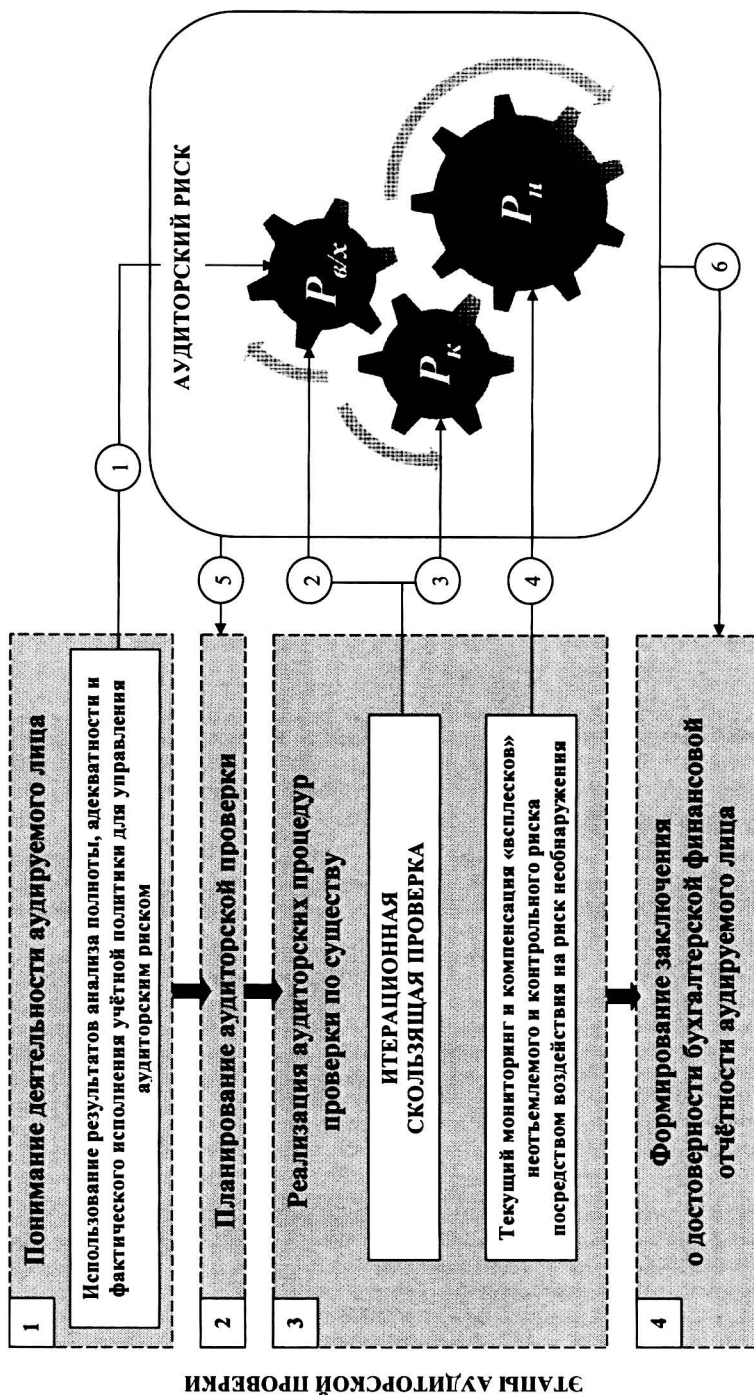 ЭТАПЫ АУДИТОРСКОЙ ПРОВЕРКИ
1
Понимание деятельности аудируемого лица
Использование результатов анализа полноты, адекватности и
фактического исполнения учётной политики для управления
аудиторским риском
2
Планирование аудиторской проверки
3
Реализация аудиторских процедур
проверки по существу
ИТЕРАЦИОННАЯ
СКОЛЬЗЯЩАЯ ПРОВЕРКА
Текущий мониторинг и компенсация «всплесков»
неотъемлемого и контрольного риска
посредством воздействия на риск необнаружения
4
Формирование заключения
о достоверности бухгалтерской финансовой
отчётности аудируемого лица
1
5
2
3
4
6
АУДИТОРСКИЙ РИСК
Рв/х
Рк
Рн